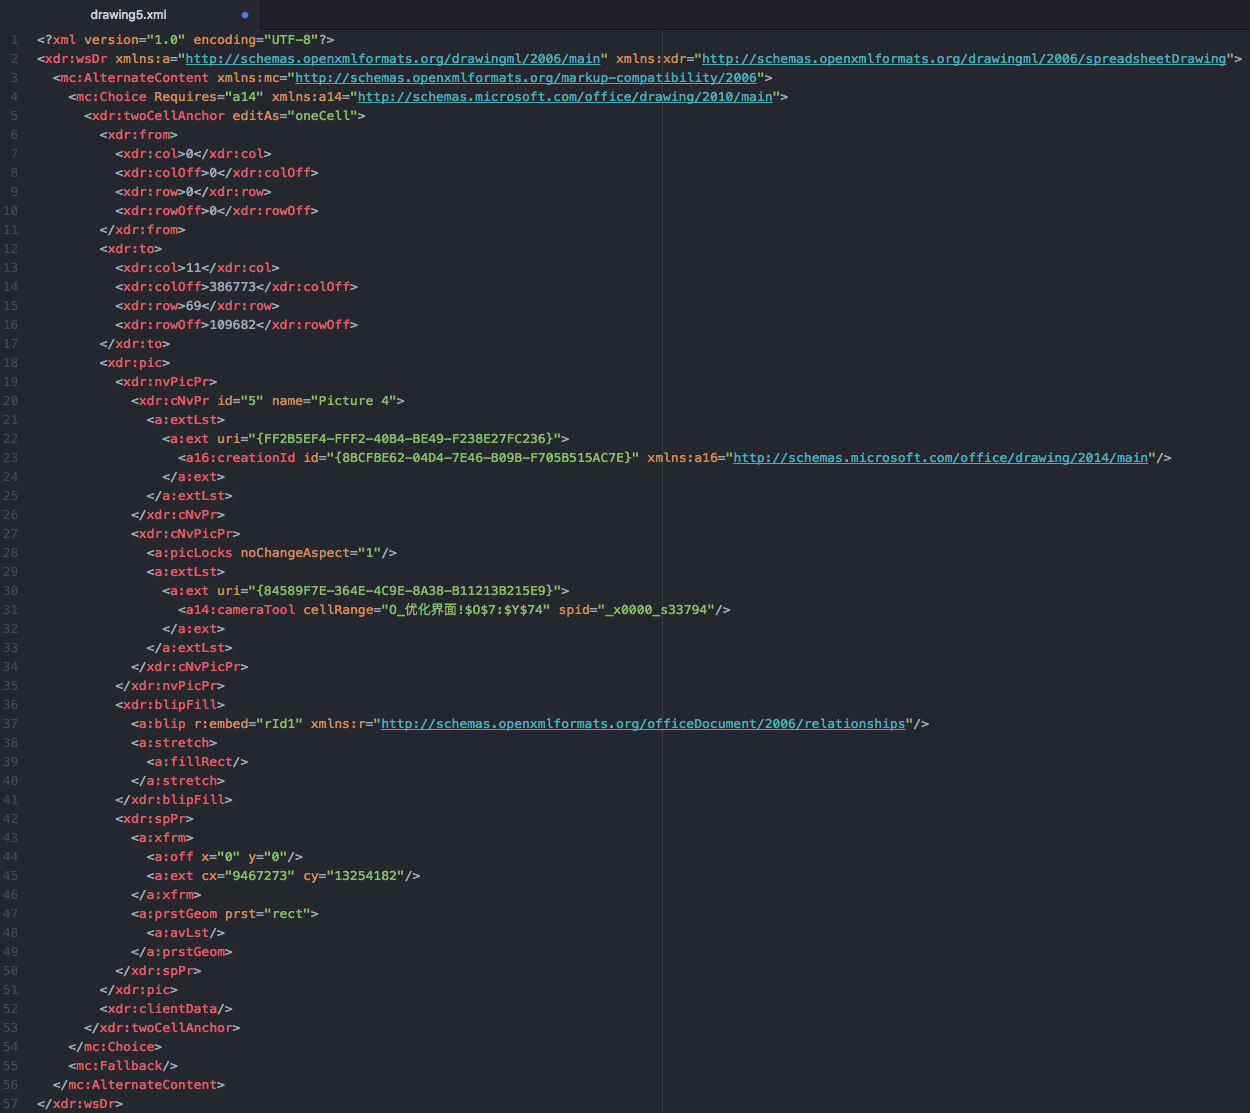 drawing5.xml
1 <?xml version="1.0" encoding="UTF-8"?>
2 <xdr:wsDr xmlns:a="http://schemas.openxmlformats.org/drawingml/2006/main" xmlns:xdr="http://schemas.openxmlformats.org/drawingml/2006/spreadsheetDrawing">
3 <mc:AlternateContent xmlns:mc="http://schemas.openxmlformats.org/markup-compatibility/2006">
4 <mc:Choice Requires="a14" xmlns:a14="http://schemas.microsoft.com/office/drawing/2010/main">
5 <xdr:twoCellAnchor editAs="oneCell">
6 <xdr:from>
7 <xdr:col>0</xdr:col>
8 <xdr:colOff>0</xdr:colOff>
9 <xdr:row>0</xdr:row>
10 <xdr:rowOff>0</xdr:rowOff>
11 </xdr:from>
12 <xdr:to>
13 <xdr:col>11</xdr:col>
14 <xdr:colOff>386773</xdr:colOff>
15 <xdr:row>69</xdr:row>
16 <xdr:rowOff>109682</xdr:rowOff>
17 </xdr:to>
18 <xdr:pic>
19 <xdr:nvPicPr>
20 <xdr:cNvPr id="5" name="Picture 4">
21 <a:extLst>
22 <a:ext uri="{FF2B5EF4-FFF2-40B4-BE49-F238E27FC236}">
23 <a16:creationId id="{8BCFBE62-04D4-7E46-B09B-F705B515AC7E}" xmlns:a16="http://schemas.microsoft.com/office/drawing/2014/main"/>
24 </a:ext>
25 </a:extLst>
26 </xdr:cNvPr>
27 <xdr:cNvPicPr>
28 <a:picLocks noChangeAspect="1"/>
29 <a:extLst>
30 <a:ext uri="{84589F7E-364E-4C9E-8A38-B11213B215E9}">
31 <a14:cameraTool cellRange="O_优化界面!$O$7:$Y$74" spid="_x0000_s33794"/>
32 </a:ext>
33 </a:extLst>
34 </xdr:cNvPicPr>
35 </xdr:nvPicPr>
36 <xdr:blipFill>
37 <a:blip r:embed="rId1" xmlns:r="http://schemas.openxmlformats.org/officeDocument/2006/relationships"/>
38 <a:stretch>
39 <a:fillRect/>
40 </a:stretch>
41 </xdr:blipFill>
42 <xdr:spPr>
43 <a:xfrm>
44 <a:off x="0" y="0"/>
45 <a:ext cx="9467273" cy="13254182"/>
46 </a:xfrm>
47 <a:prstGeom prst="rect">
48 <a:avLst/>
49 </a:prstGeom>
50 </xdr:spPr>
51 </xdr:pic>
52 <xdr:clientData/>
53 </xdr:twoCellAnchor>
54 </mc:Choice>
55 <mc:Fallback/>
56 </mc:AlternateContent>
57 </xdr:wsDr>